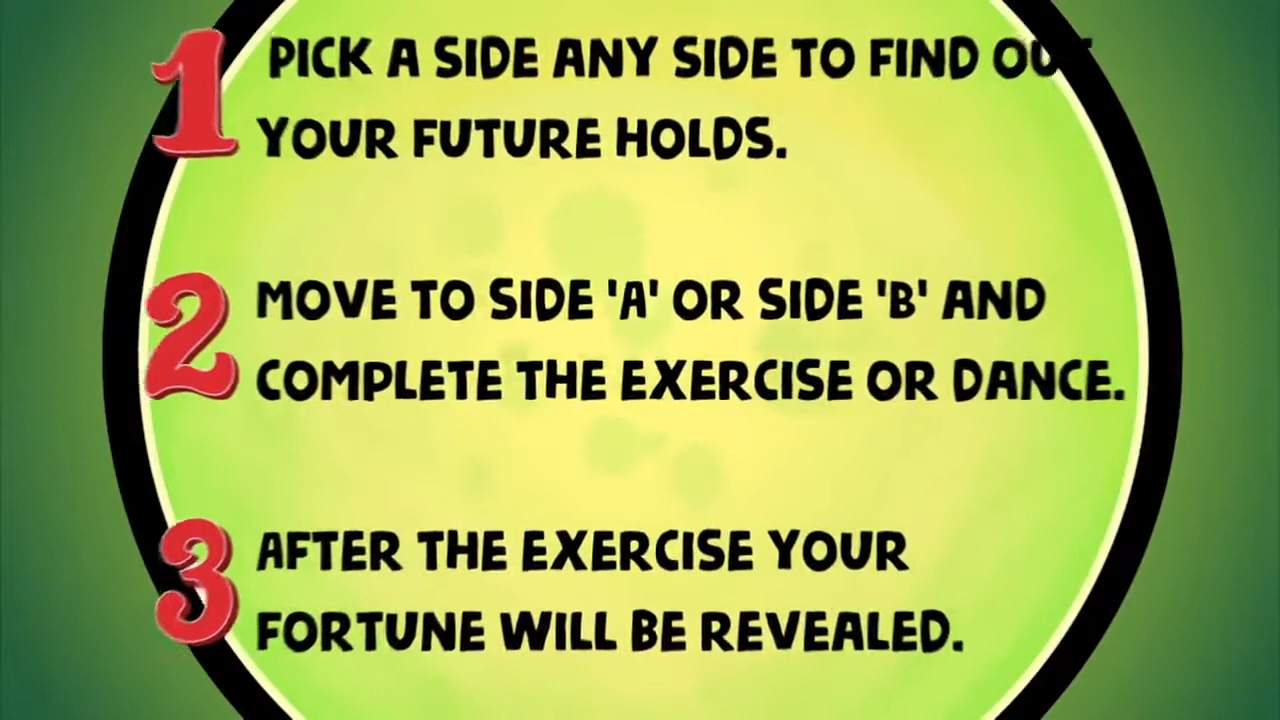 1 PICK A SIDE ANY SIDE TO FIND OUT
YOUR FUTURE HOLDS.
2 MOVE TO SIDE 'A' OR SIDE 'B' AND
COMPLETE THE EXERCISE OR DANCE.
3 AFTER THE EXERCISE YOUR
FORTUNE WILL BE REVEALED.